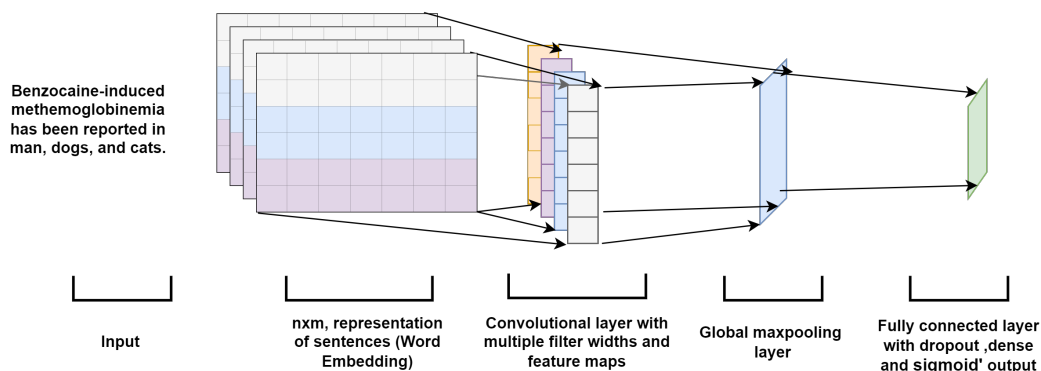 Benzocaine-induced
methemoglobinemia
has been reported in
man, dogs, and cats.
Input
nxm, representation
of sentences (Word
Embedding)
Convolutional layer with
multiple filter widths and
feature maps
Global maxpooling
layer
Fully connected layer
with dropout ,dense
and sigmoid' output